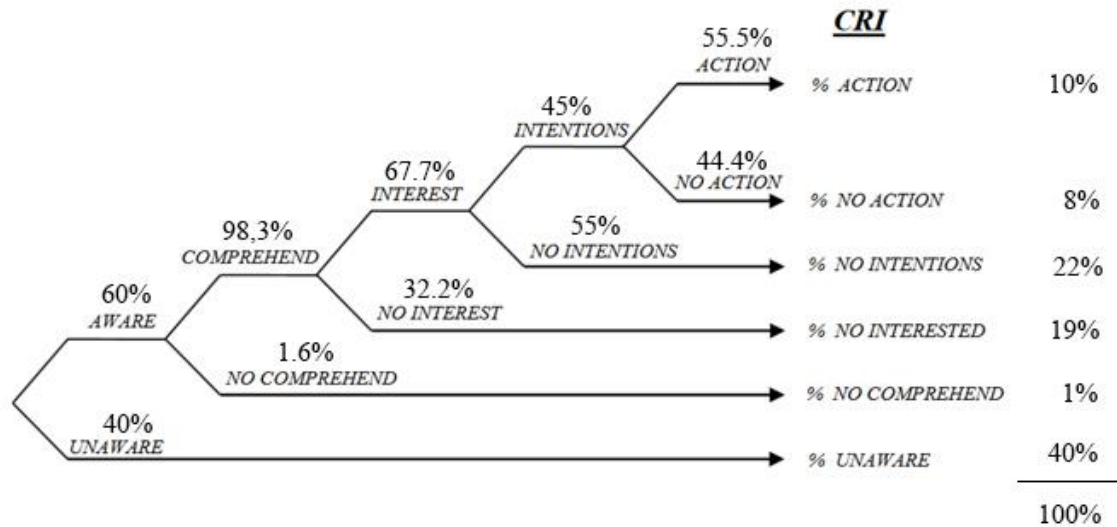 CRI
55.5%
ACTION
% ACTION 10%
45%
INTENTIONS
44.4%
NO ACTION
% NO ACTION 8%
67.7%
INTEREST
55%
NO INTENTIONS
% NO INTENTIONS 22%
98,3%
COMPREHEND
32.2%
NO INTEREST
% NO INTERESTED 19%
60%
AWARE
1.6%
NO COMPREHEND
% NO COMPREHEND 1%
40%
UNAWARE
% UNAWARE 40%
100%